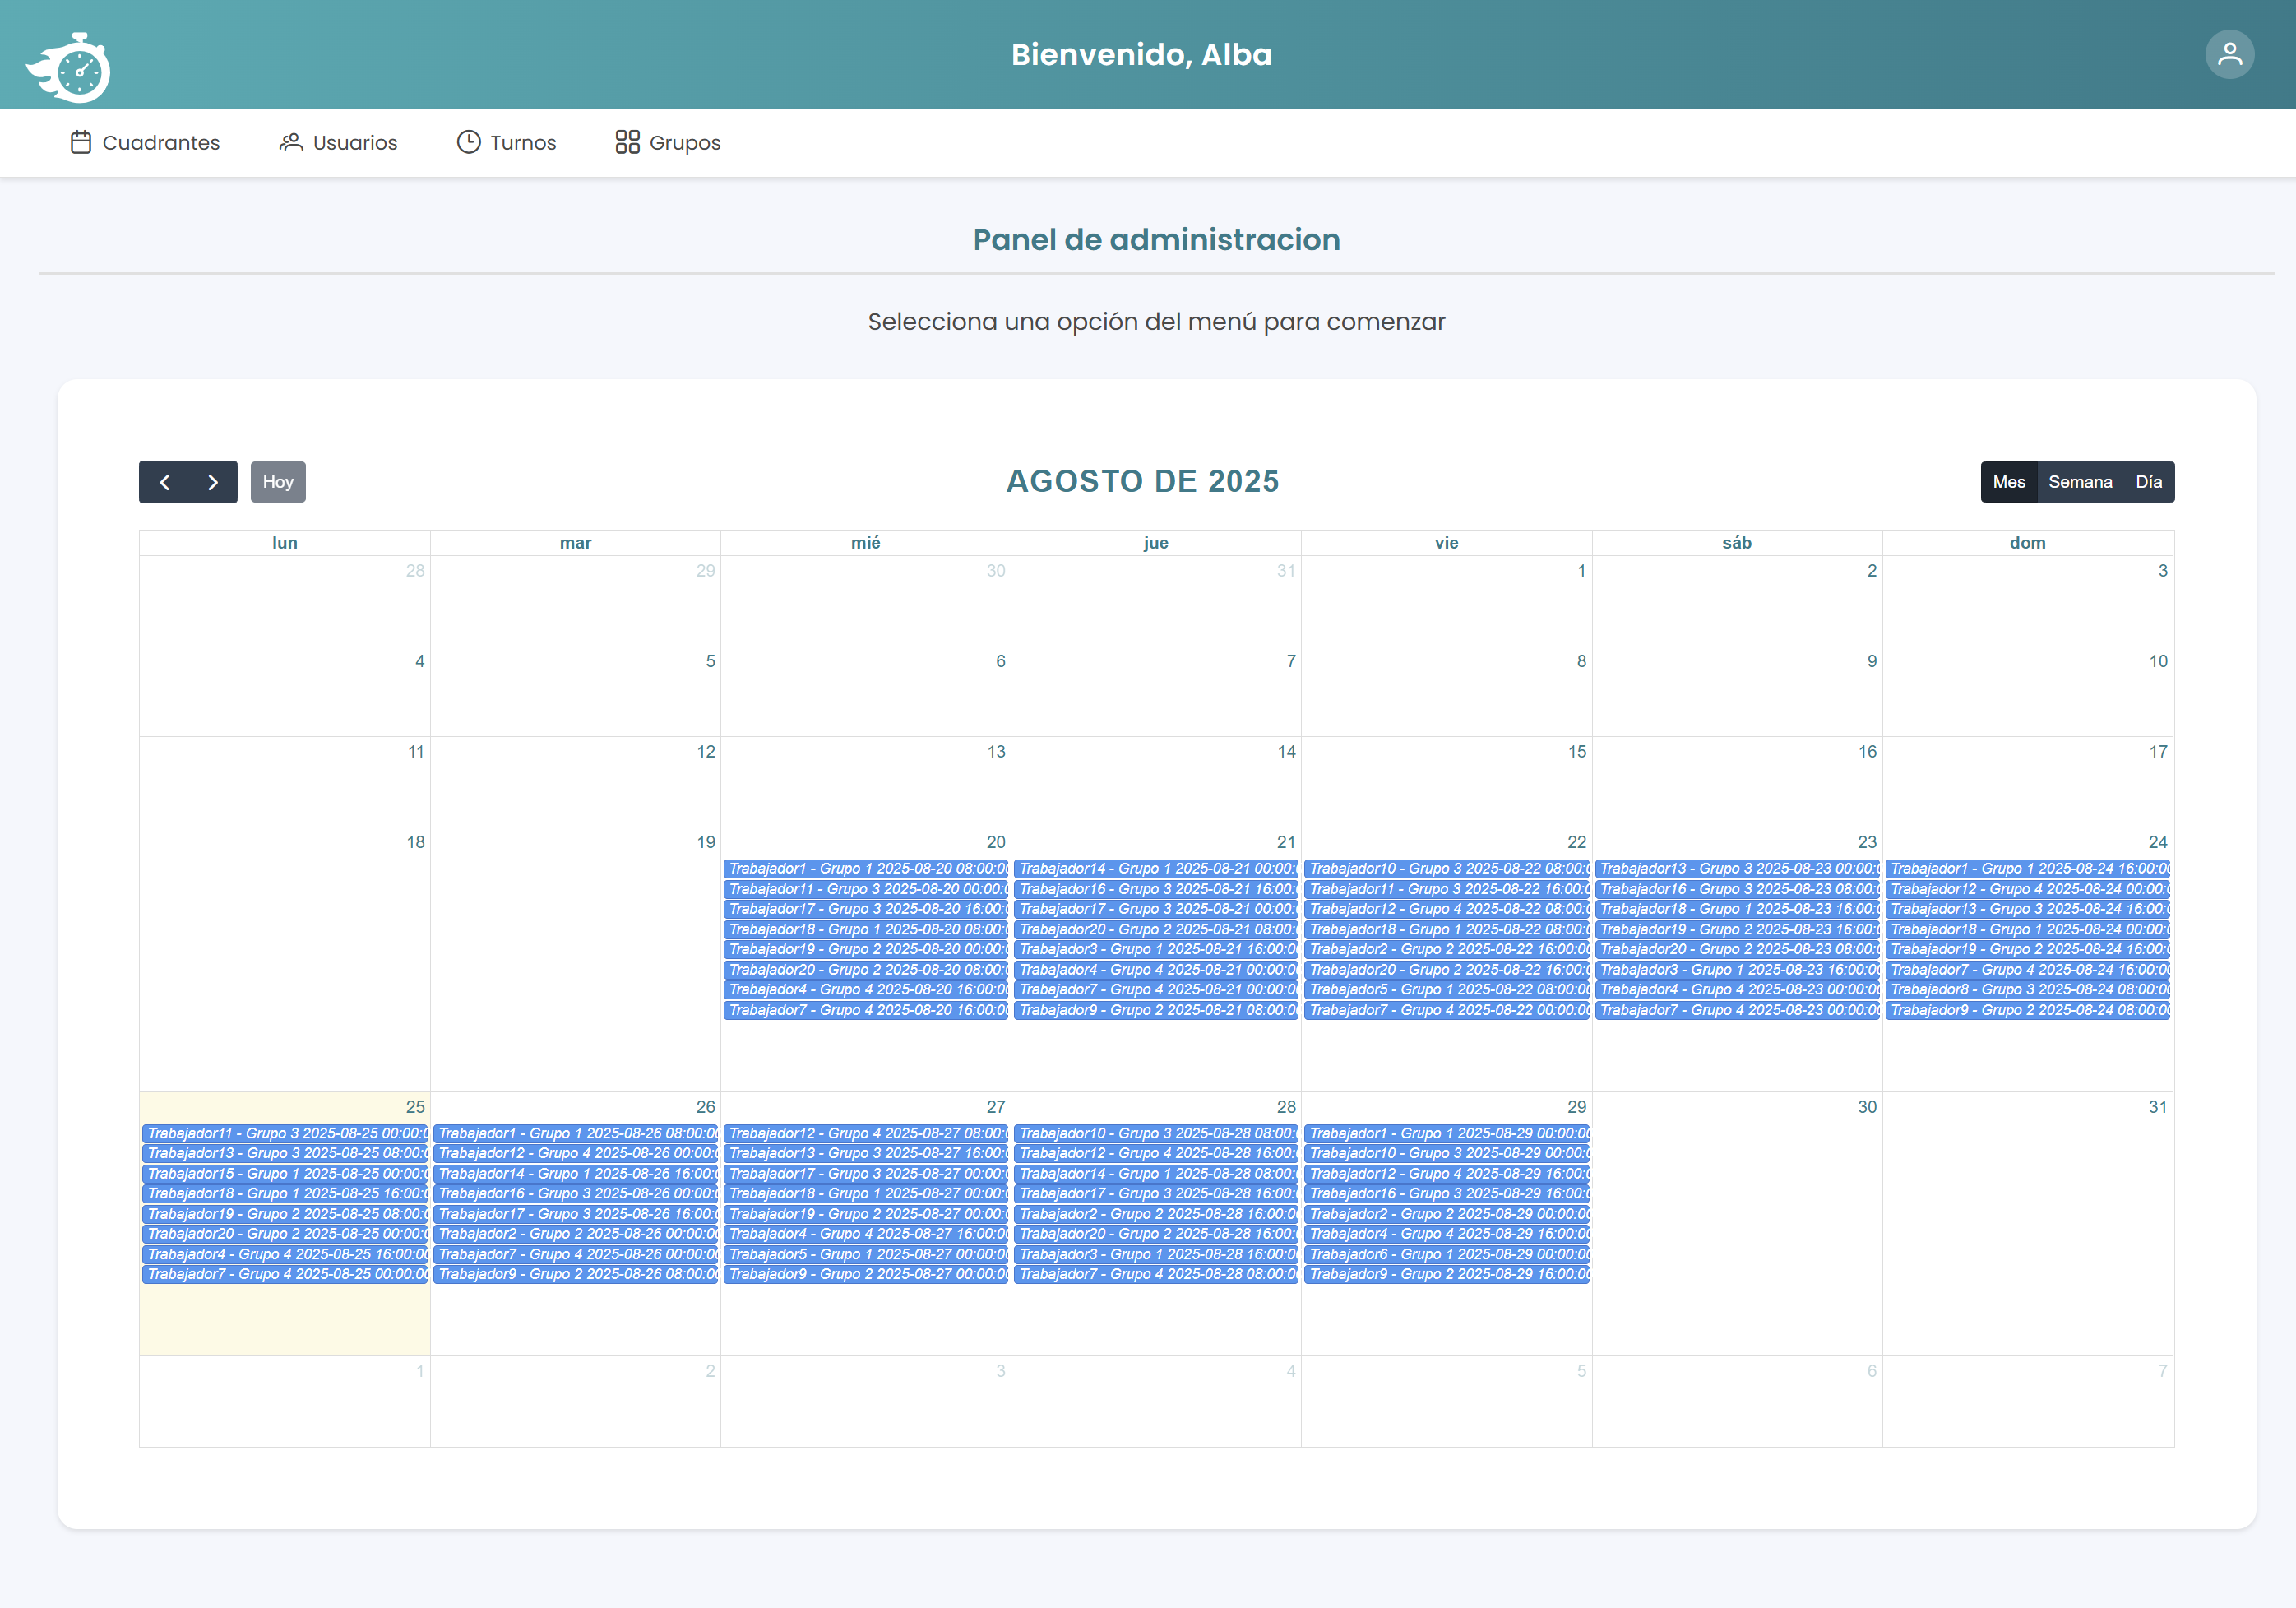 Bienvenido, Alba
Cuadrantes Usuarios Turnos Grupos
Panel de administracion
Selecciona una opción del menú para comenzar
Hoy AGOSTO DE 2025 Mes Semana Día
lun mar mié jue vie sáb dom
28 29 30 31 1 2 3
4 5 6 7 8 9 10
11 12 13 14 15 16 17
18 19 20 21 22 23 24
Trabajador1 - Grupo 1 2025-08-20 08:00:00 Trabajador14 - Grupo 1 2025-08-21 00:00: Trabajador10 - Grupo 3 2025-08-22 08:00: Trabajador13 - Grupo 3 2025-08-23 00:00: Trabajador1 - Grupo 1 2025-08-24 16:00:0
Trabajador11 - Grupo 3 2025-08-20 00:00:0 Trabajador16 - Grupo 3 2025-08-21 16:00: Trabajador11 - Grupo 3 2025-08-22 16:00:0 Trabajador16 - Grupo 3 2025-08-23 08:00: Trabajador12 - Grupo 4 2025-08-24 00:00:
Trabajador17 - Grupo 3 2025-08-20 16:00: Trabajador17 - Grupo 3 2025-08-21 00:00: Trabajador12 - Grupo 4 2025-08-22 08:00: Trabajador18 - Grupo 1 2025-08-23 16:00: Trabajador13 - Grupo 3 2025-08-24 16:00:
Trabajador18 - Grupo 1 2025-08-20 08:00: Trabajador20 - Grupo 2 2025-08-21 08:00: Trabajador18 - Grupo 1 2025-08-22 08:00: Trabajador19 - Grupo 2 2025-08-23 16:00: Trabajador18 - Grupo 1 2025-08-24 00:00:
Trabajador19 - Grupo 2 2025-08-20 00:00: Trabajador3 - Grupo 1 2025-08-21 16:00:0 Trabajador2 - Grupo 2 2025-08-22 16:00:0 Trabajador20 - Grupo 2 2025-08-23 08:00: Trabajador19 - Grupo 2 2025-08-24 16:00:
Trabajador20 - Grupo 2 2025-08-20 08:00: Trabajador4 - Grupo 4 2025-08-21 00:00:0 Trabajador20 - Grupo 2 2025-08-22 16:00: Trabajador3 - Grupo 1 2025-08-23 16:00:0 Trabajador7 - Grupo 4 2025-08-24 16:00:0
Trabajador4 - Grupo 4 2025-08-20 16:00:0 Trabajador7 - Grupo 4 2025-08-21 00:00:0 Trabajador5 - Grupo 1 2025-08-22 08:00:0 Trabajador4 - Grupo 4 2025-08-23 00:00:0 Trabajador8 - Grupo 3 2025-08-24 08:00:0
Trabajador7 - Grupo 4 2025-08-20 16:00:0 Trabajador9 - Grupo 2 2025-08-21 08:00:0 Trabajador7 - Grupo 4 2025-08-22 00:00:0 Trabajador7 - Grupo 4 2025-08-23 00:00:0 Trabajador9 - Grupo 2 2025-08-24 08:00:0
25 26 27 28 29 30 31
Trabajador11 - Grupo 3 2025-08-25 00:00:0 Trabajador1 - Grupo 1 2025-08-26 08:00:0 Trabajador12 - Grupo 4 2025-08-27 08:00: Trabajador10 - Grupo 3 2025-08-28 08:00: Trabajador1 - Grupo 1 2025-08-29 00:00:0
Trabajador13 - Grupo 3 2025-08-25 08:00: Trabajador12 - Grupo 4 2025-08-26 00:00: Trabajador13 - Grupo 3 2025-08-27 16:00: Trabajador12 - Grupo 4 2025-08-28 16:00: Trabajador10 - Grupo 3 2025-08-29 00:00:
Trabajador15 - Grupo 1 2025-08-25 00:00: Trabajador14 - Grupo 1 2025-08-26 16:00: Trabajador17 - Grupo 3 2025-08-27 00:00: Trabajador14 - Grupo 1 2025-08-28 08:00: Trabajador12 - Grupo 4 2025-08-29 16:00:
Trabajador18 - Grupo 1 2025-08-25 16:00: Trabajador16 - Grupo 3 2025-08-26 00:00: Trabajador18 - Grupo 1 2025-08-27 00:00: Trabajador17 - Grupo 3 2025-08-28 16:00: Trabajador16 - Grupo 3 2025-08-29 16:00:
Trabajador19 - Grupo 2 2025-08-25 08:00: Trabajador17 - Grupo 3 2025-08-26 16:00: Trabajador19 - Grupo 2 2025-08-27 00:00: Trabajador2 - Grupo 2 2025-08-28 16:00:0 Trabajador2 - Grupo 2 2025-08-29 00:00:0
Trabajador20 - Grupo 2 2025-08-25 00:00: Trabajador2 - Grupo 2 2025-08-26 00:00:0 Trabajador4 - Grupo 4 2025-08-27 16:00:0 Trabajador20 - Grupo 2 2025-08-28 16:00: Trabajador4 - Grupo 4 2025-08-29 16:00:0
Trabajador4 - Grupo 4 2025-08-25 16:00:0 Trabajador7 - Grupo 4 2025-08-26 00:00:0 Trabajador5 - Grupo 1 2025-08-27 00:00:0 Trabajador3 - Grupo 1 2025-08-28 16:00:0 Trabajador6 - Grupo 1 2025-08-29 00:00:0
Trabajador7 - Grupo 4 2025-08-25 00:00:0 Trabajador9 - Grupo 2 2025-08-26 08:00:0 Trabajador9 - Grupo 2 2025-08-27 00:00:0 Trabajador7 - Grupo 4 2025-08-28 08:00:0 Trabajador9 - Grupo 2 2025-08-29 16:00:0
1 2 3 4 5 6 7